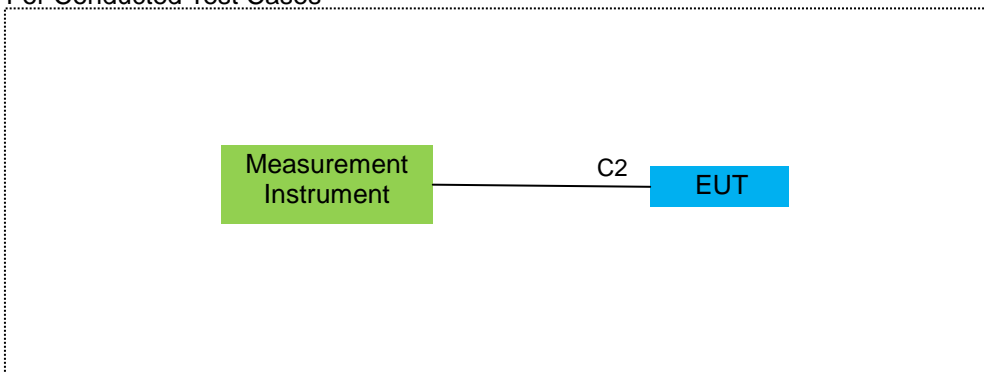 For Conducted Test Cases
Measurement
Instrument
C2
EUT